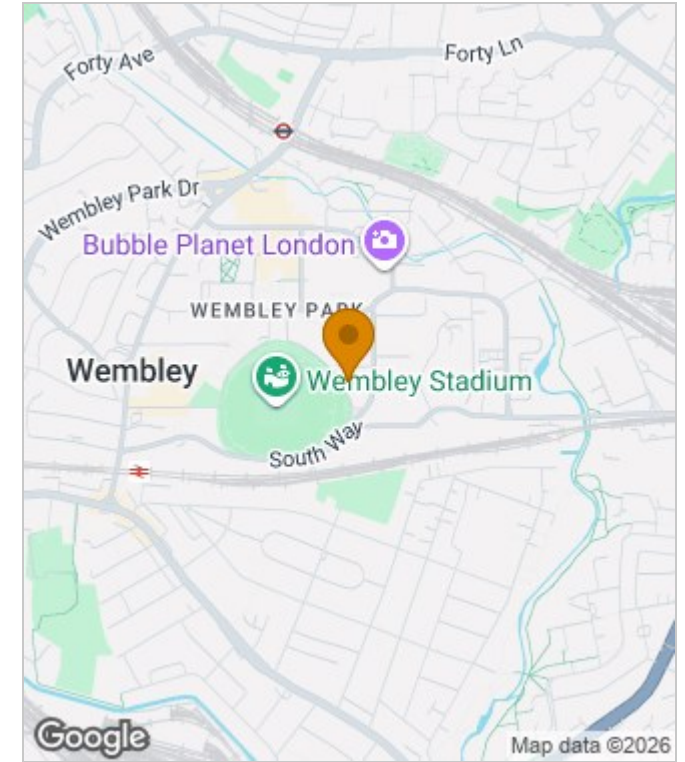 Forty Ave
Forty Ln
Wembley Park Dr
Bubble Planet London
WEMBLEY PARK
Wembley
Wembley Stadium
South Way
Google
Map data ©2026